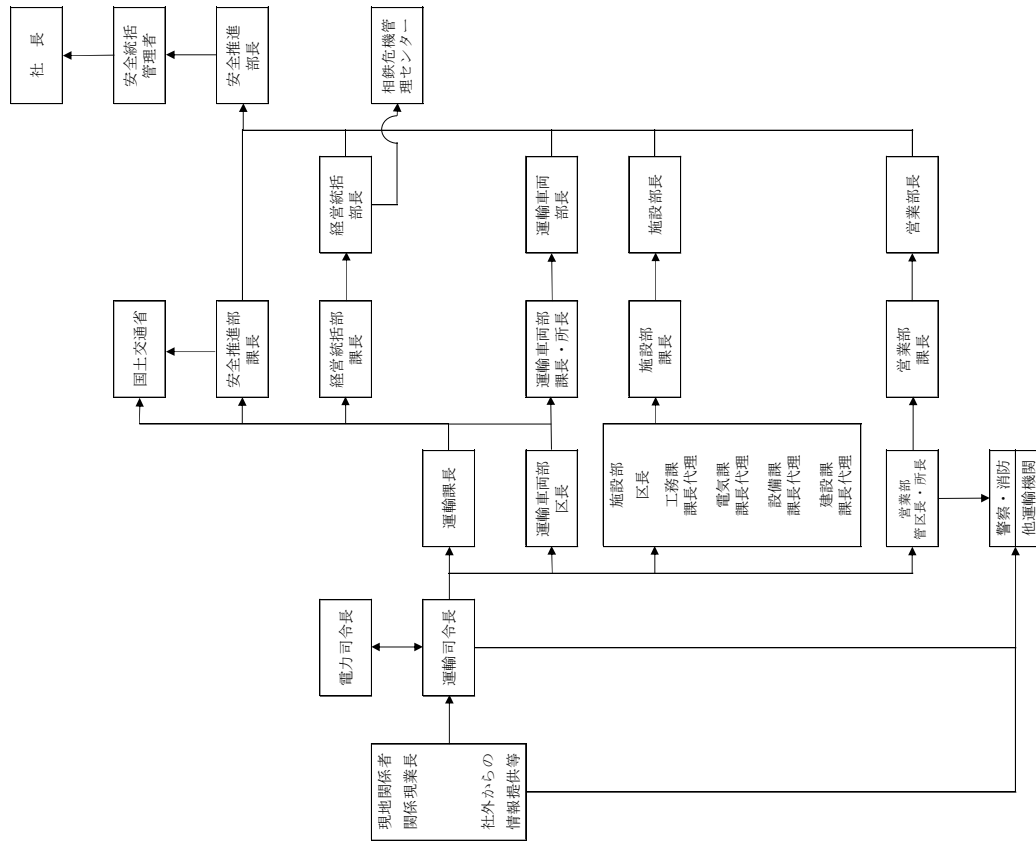 社　長
安全統括
管理者
安全推進
部長
相鉄危機管
理センター
経営統括
部長
運輸車両
部長
施設部長
営業部長
国土交通省
安全推進部
課長
経営統括部
課長
運輸車両部
課長・所長
施設部
課長
営業部
課長
運輸課長
運輸車両部
区長
施設部
区長
工務課
課長代理
電気課
課長代理
設備課
課長代理
建設課
課長代理
営業部
管区長・所長
警察・消防
他運輸機関
電力司令長
運輸司令長
現地関係者
関係現業長
社外からの
情報提供等